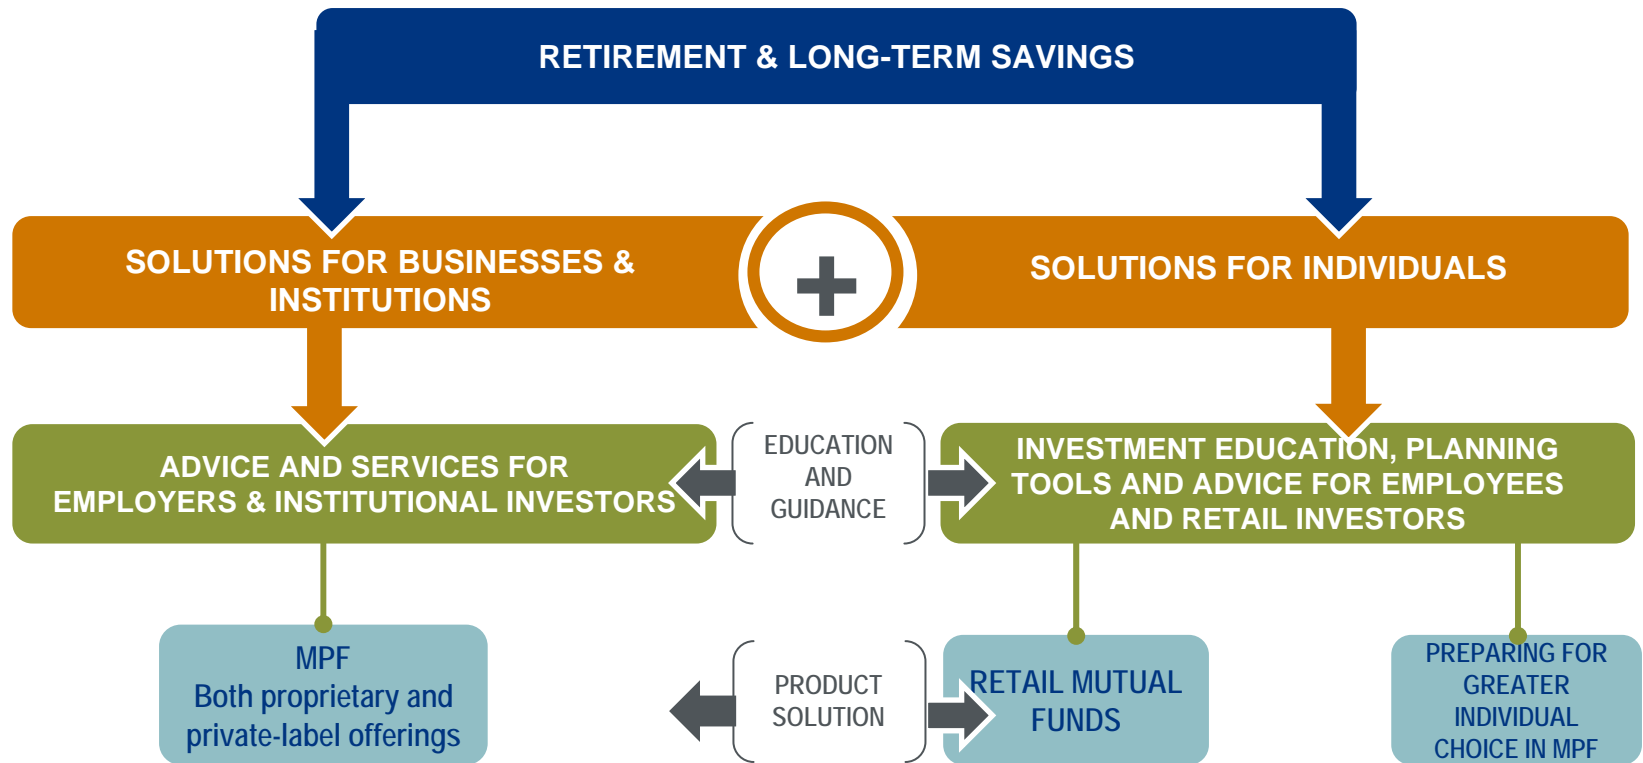 RETIREMENT & LONG-TERM SAVINGS
SOLUTIONS FOR BUSINESSES &
INSTITUTIONS
+
SOLUTIONS FOR INDIVIDUALS
ADVICE AND SERVICES FOR
EMPLOYERS & INSTITUTIONAL INVESTORS
EDUCATION
AND
GUIDANCE
INVESTMENT EDUCATION, PLANNING
TOOLS AND ADVICE FOR EMPLOYEES
AND RETAIL INVESTORS
MPF
Both proprietary and
private-label offerings
PRODUCT
SOLUTION
RETAIL MUTUAL
FUNDS
PREPARING FOR
GREATER
INDIVIDUAL
CHOICE IN MPF